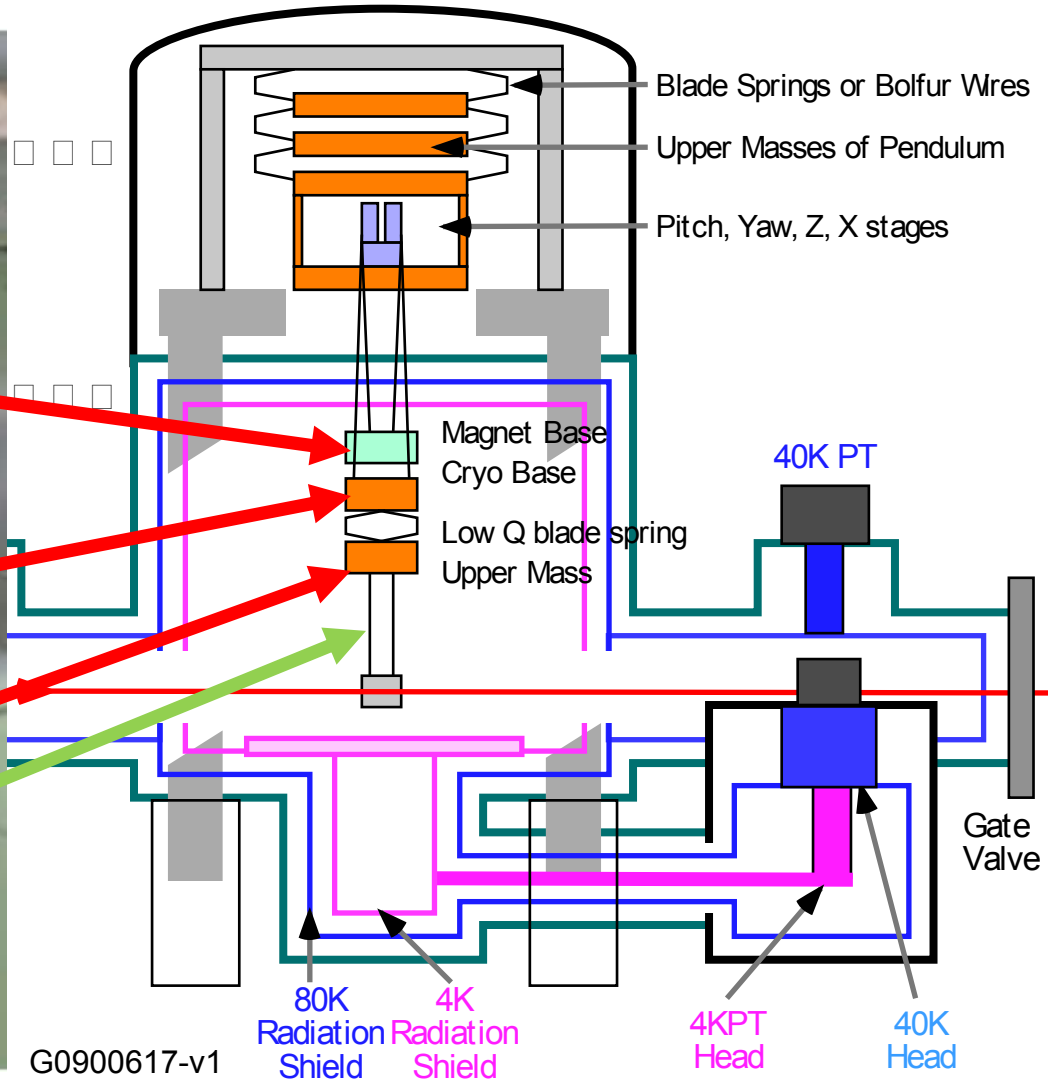 Blade Springs or Bolfur Wires
Upper Masses of Pendulum
Pitch, Yaw, Z, X stages
Magnet Base
Cryo Base
Low Q blade spring
Upper Mass
40K PT
Gate
Valve
80K
Radiation
Shield
4K
Radiation
Shield
4KPT
Head
40K
Head
G0900617-v1